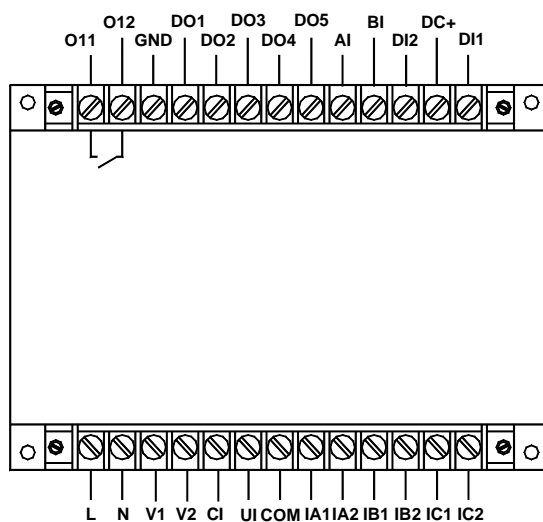 O12 DO1 DO3 DO5 BI DC+
O11 GND DO2 DO4 AI DI2 DI1
L N V1 V2 CI UI COM IA1 IA2 IB1 IB2 IC1 IC2